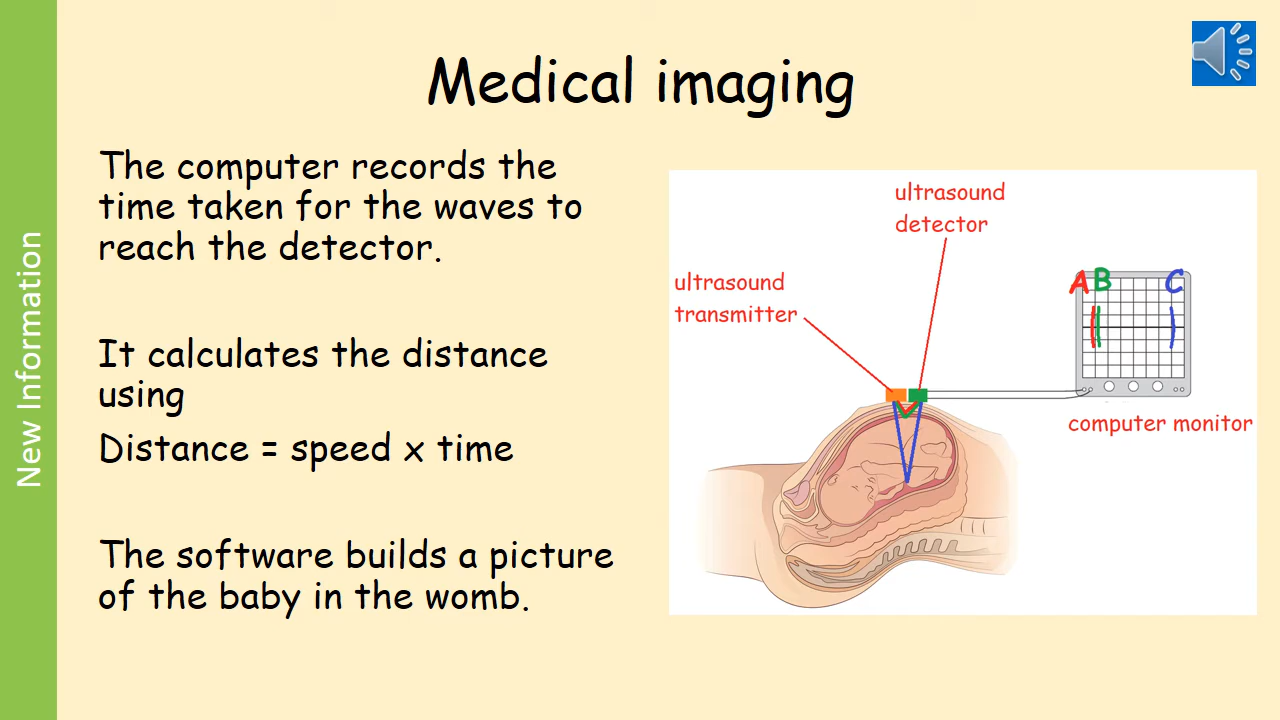 New Information
Medical imaging
The computer records the
time taken for the waves to
reach the detector.
It calculates the distance
using
Distance = speed x time
The software builds a picture
of the baby in the womb.
ultrasound
detector
ultrasound
transmitter
A B C
computer monitor